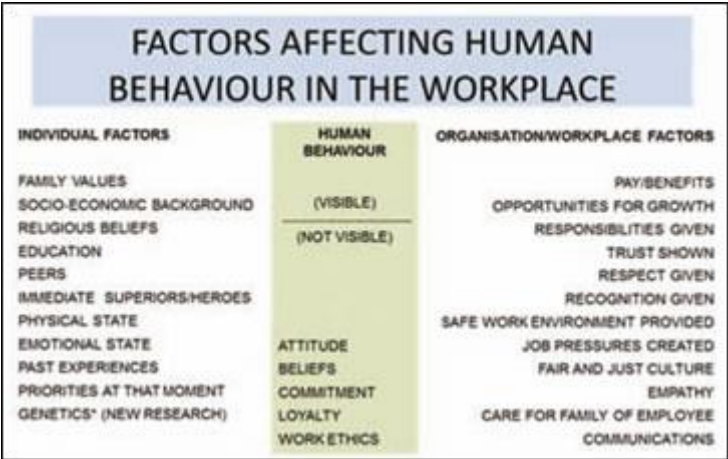 FACTORS AFFECTING HUMAN
BEHAVIOUR IN THE WORKPLACE
INDIVIDUAL FACTORS
FAMILY VALUES
SOCIO-ECONOMIC BACKGROUND
RELIGIOUS BELIEFS
EDUCATION
PEERS
IMMEDIATE SUPERIORS/HEROES
PHYSICAL STATE
EMOTIONAL STATE
PAST EXPERIENCES
PRIORITIES AT THAT MOMENT
GENETICS* (NEW RESEARCH)
HUMAN
BEHAVIOUR
(VISIBLE)
(NOT VISIBLE)
ATTITUDE
BELIEFS
COMMITMENT
LOYALTY
WORK ETHICS
ORGANISATION/WORKPLACE FACTORS
PAY/BENEFITS
OPPORTUNITIES FOR GROWTH
RESPONSIBILITIES GIVEN
TRUST SHOWN
RESPECT GIVEN
RECOGNITION GIVEN
SAFE WORK ENVIRONMENT PROVIDED
JOB PRESSURES CREATED
FAIR AND JUST CULTURE
EMPATHY
CARE FOR FAMILY OF EMPLOYEE
COMMUNICATIONS